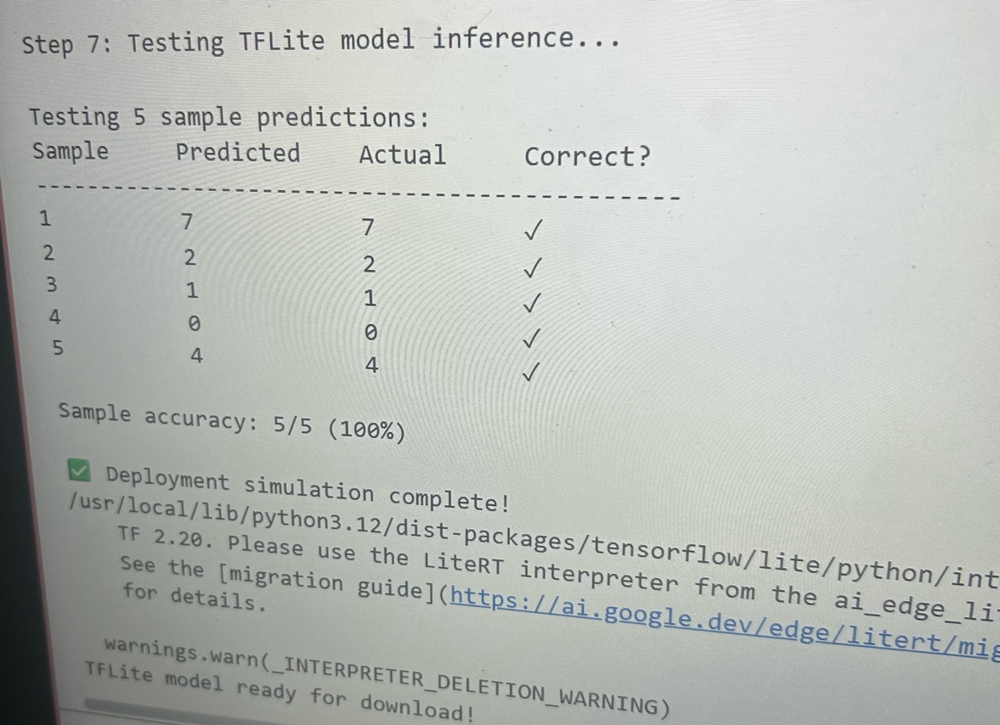 Step 7: Testing TFLite model inference...
Testing 5 sample predictions:
Sample Predicted Actual Correct?
--------------------------------------------------
1 7 7 ✓
2 2 2 ✓
3 1 1 ✓
4 0 0 ✓
5 4 4 ✓
Sample accuracy: 5/5 (100%)
✅ Deployment simulation complete!
/usr/local/lib/python3.12/dist-packages/tensorflow/lite/python/int
TF 2.20. Please use the LiteRT interpreter from the ai_edge_li
See the [migration guide](https://ai.google.dev/edge/litert/mig
for details.
warnings.warn(_INTERPRETER_DELETION_WARNING)
TFLite model ready for download!